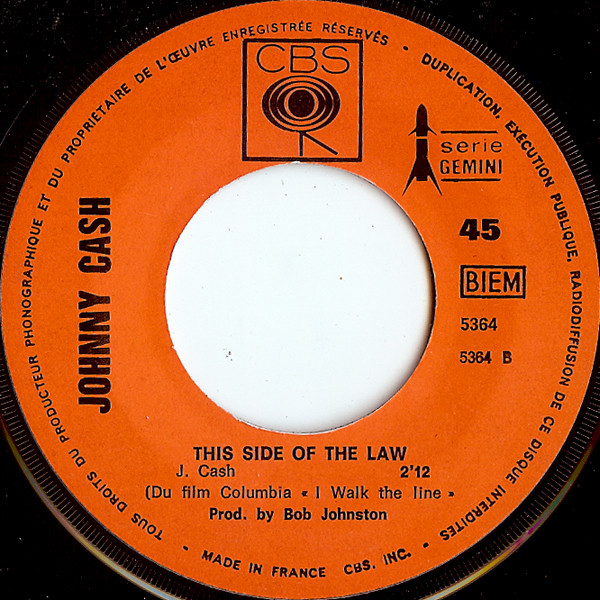 TOUS DROITS DU PRODUCTEUR PHONOGRAPHIQUE ET DU PROPRIÉTAIRE DE L'ŒUVRE ENREGISTRÉE RÉSERVÉS • DUPLICATION, EXECUTION PUBLIQUE, RADIODIFFUSION DE CE DISQUE INTERDITES •
CBS
serie
GEMINI
JOHNNY CASH
45
BIEM
5364
5364 B
THIS SIDE OF THE LAW
J. Cash 2'12
(Du film Columbia « I Walk the line »
Prod. by Bob Johnston
• MADE IN FRANCE CBS, INC. •